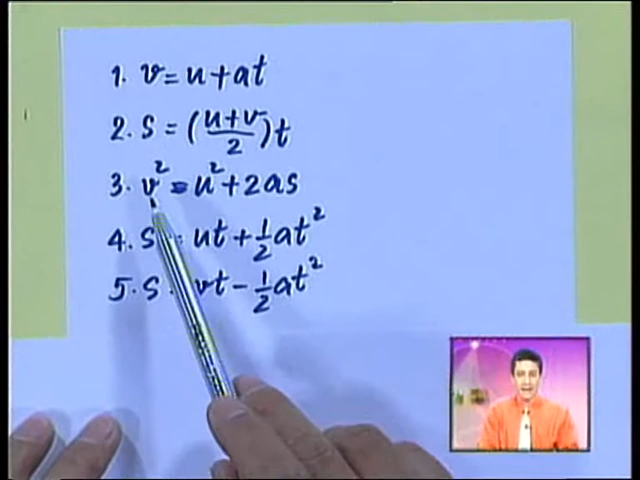 1. v = u + at
2. s = (u+v/2)t
3. v² = u² + 2as
4. s = ut + ½at²
5. s = vt - ½at²